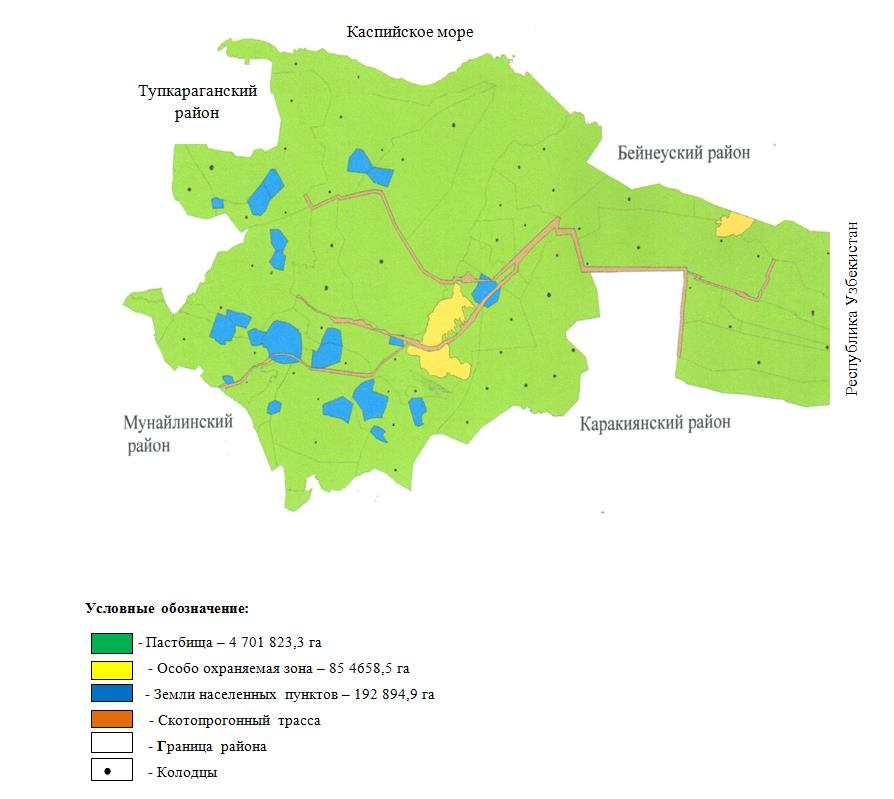 Каспийское море
Тупкараганский
район
Бейнеуский район
Республика Узбекистан
Мунайлинский
район
Каракиянский район
Условные обозначение:
- Пастбища – 4 701 823,3 га
- Особо охраняемая зона – 85 4658,5 га
- Земли населенных пунктов – 192 894,9 га
- Скотопрогонный трасса
- Граница района
- Колодцы